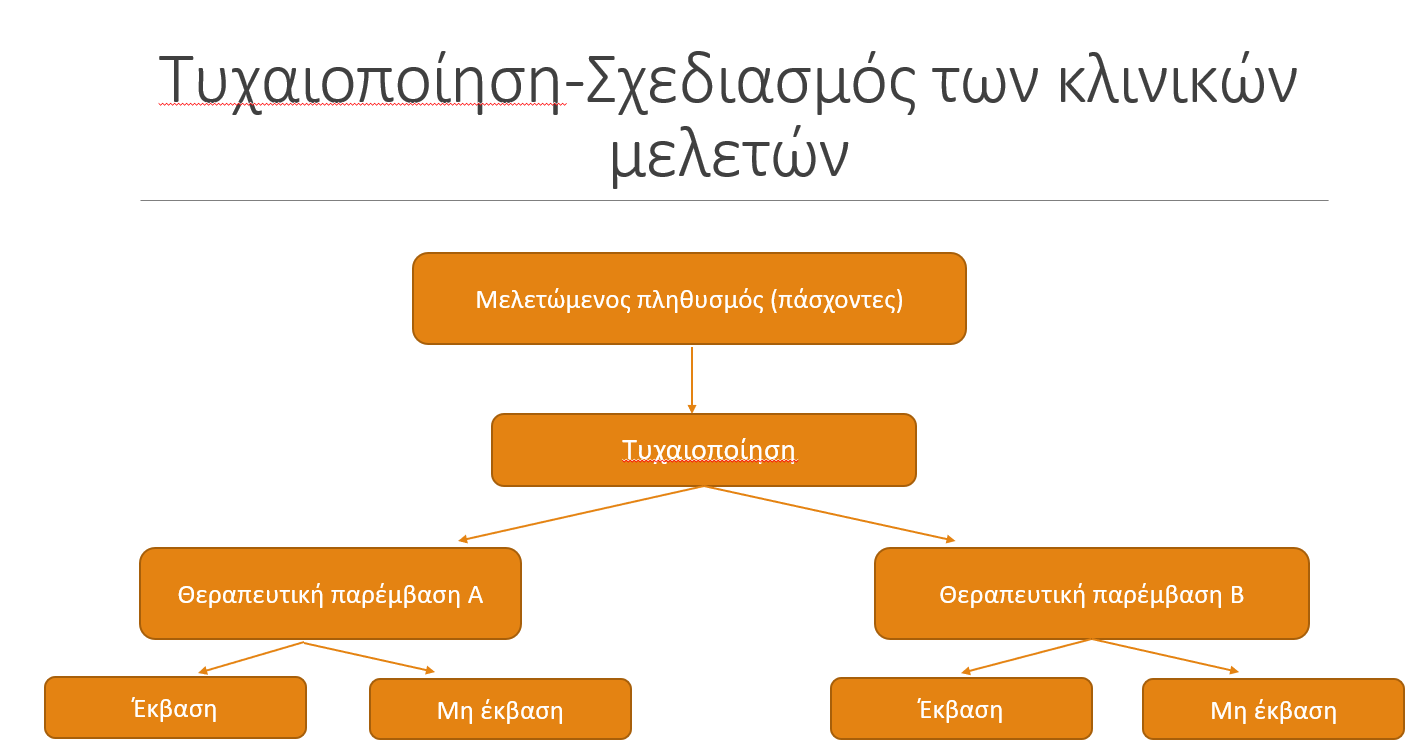 Τυχαιοποίηση-Σχεδιασμός των κλινικών
μελετών
Μελετώμενος πληθυσμός (πάσχοντες)
Τυχαιοποίηση
Θεραπευτική παρέμβαση Α
Θεραπευτική παρέμβαση Β
Έκβαση
Μη έκβαση
Έκβαση
Μη έκβαση